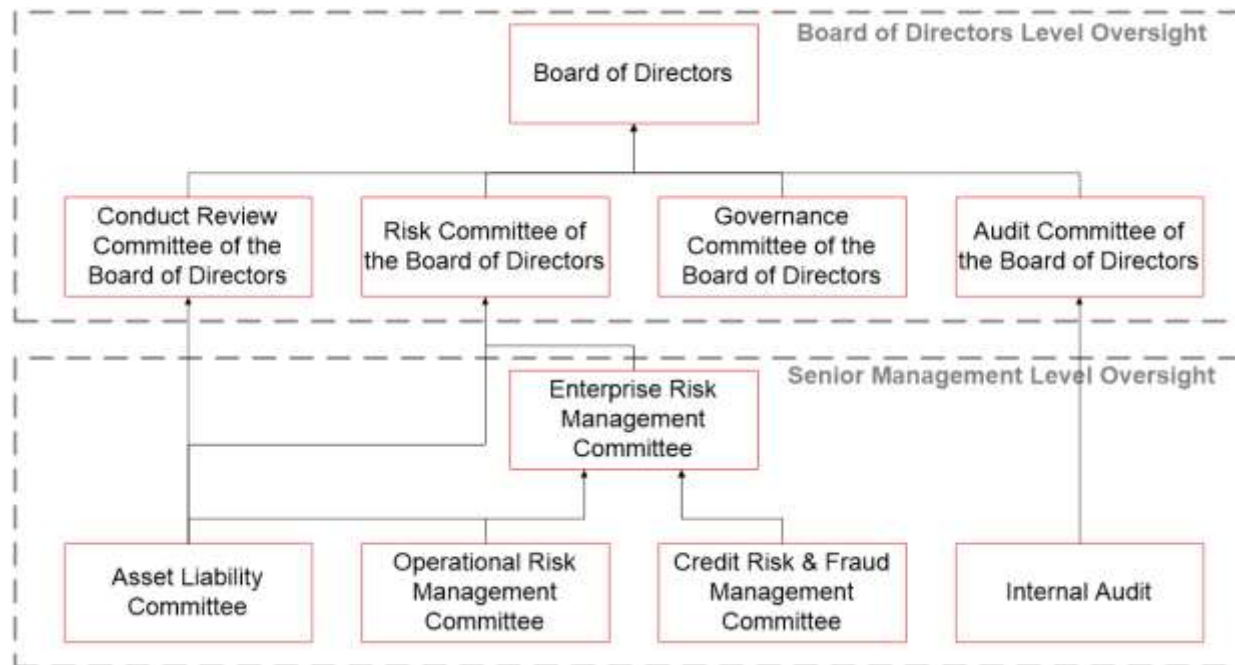 Board of Directors Level Oversight
Board of Directors
Conduct Review
Committee of the
Board of Directors
Risk Committee of
the Board of Directors
Governance
Committee of the
Board of Directors
Audit Committee of
the Board of Directors
Senior Management Level Oversight
Enterprise Risk
Management
Committee
Asset Liability
Committee
Operational Risk
Management
Committee
Credit Risk & Fraud
Management
Committee
Internal Audit